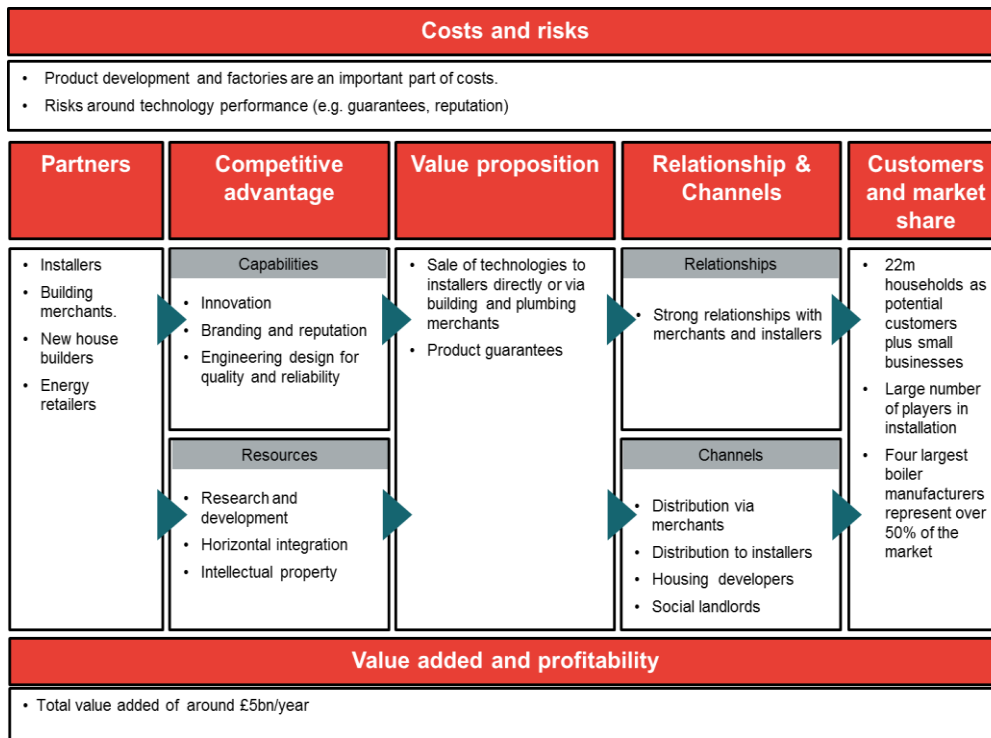 Costs and risks
• Product development and factories are an important part of costs.
• Risks around technology performance (e.g. guarantees, reputation)
Partners
• Installers
• Building
merchants.
• New house
builders
• Energy
retailers
Competitive
advantage
Capabilities
• Innovation
• Branding and reputation
• Engineering design for
quality and reliability
Resources
• Research and
development
• Horizontal integration
• Intellectual property
Value proposition
• Sale of technologies to
installers directly or via
building and plumbing
merchants
• Product guarantees
Relationship &
Channels
Relationships
• Strong relationships with
merchants and installers
Channels
• Distribution via
merchants
• Distribution to installers
• Housing developers
• Social landlords
Customers
and market
share
• 22m
households as
potential
customers
plus small
businesses
• Large number
of players in
installation
• Four largest
boiler
manufacturers
represent over
50% of the
market
Value added and profitability
• Total value added of around £5bn/year